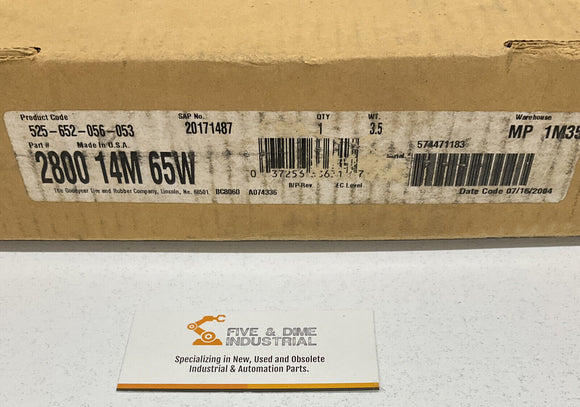 Product Code SAP No. QTY WT. Warehouse
525-652-056-053 20171487 1 3.5 MP 1M35
Part # Made in U.S.A. 574471183
2800 14M 65W Serial
B/P-Rev EC Level
The Goodyear Tire and Rubber Company, Lincoln, Ne. 68501 BC8060 A074336 Date Code 07/16/2004
FIVE & DIME
INDUSTRIAL
Specializing in New, Used and Obsolete
Industrial & Automation Parts.